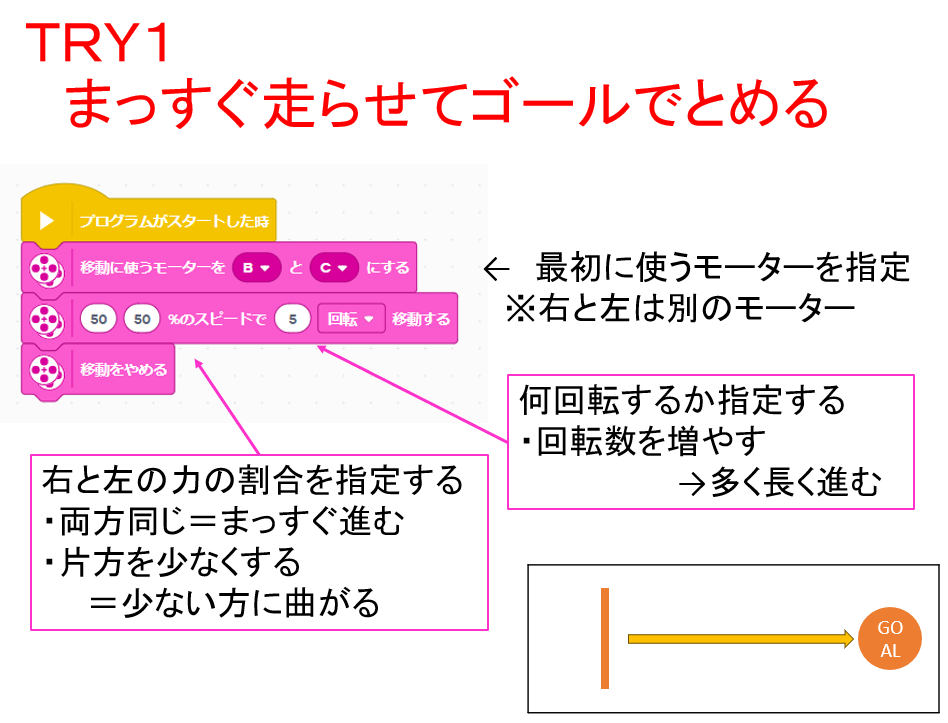 TRY1
まっすぐ走らせてゴールでとめる
プログラムがスタートした時
移動に使うモーターを B と C にする
50 50 %のスピードで 5 回転 移動する
移動をやめる
← 最初に使うモーターを指定
※右と左は別のモーター
何回転するか指定する
・回転数を増やす
→多く長く進む
右と左の力の割合を指定する
・両方同じ＝まっすぐ進む
・片方を少なくする
＝少ない方に曲がる
GO
AL